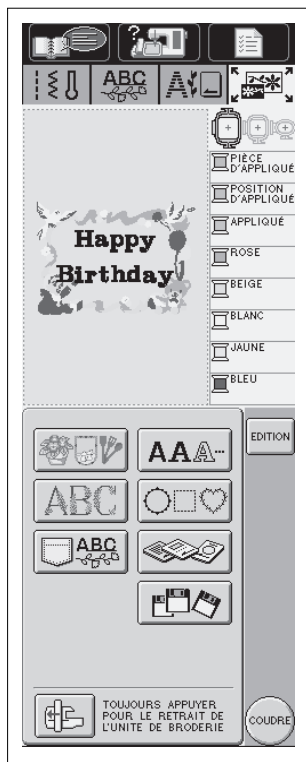 ABC
A
Happy
Birthday
PIÈCE
D'APPLIQUÉ
POSITION
D'APPLIQUÉ
APPLIQUÉ
ROSE
BEIGE
BLANC
JAUNE
BLEU
EDITION
AAA
ABC
ABC
TOUJOURS APPUYER
POUR LE RETRAIT DE
L'UNITE DE BRODERIE
COUDRE